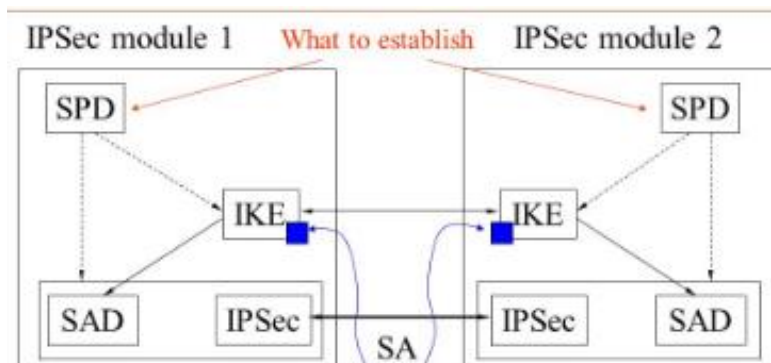 IPSec module 1 What to establish IPSec module 2
SPD SPD
IKE IKE
SAD IPSec IPSec SAD
SA